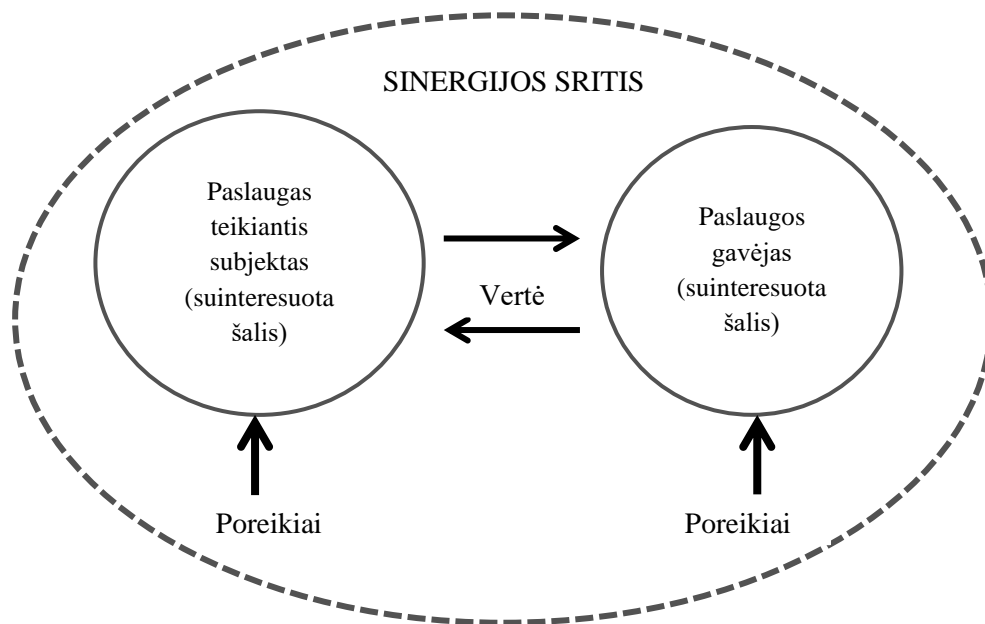 SINERGIJOS SRITIS
Paslaugas
teikiantis
subjektas
(suinteresuota
šalis)
Vertė
Paslaugos
gavėjas
(suinteresuota
šalis)
Poreikiai
Poreikiai